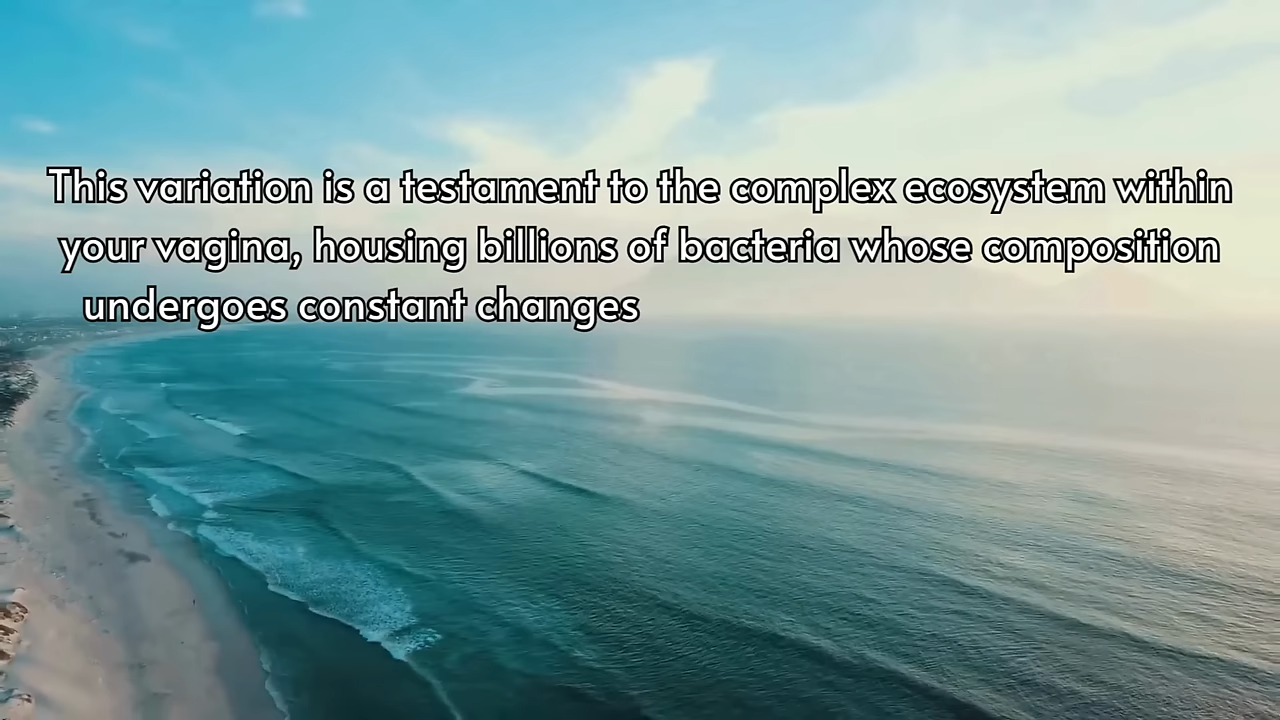 This variation is a testament to the complex ecosystem within
your vagina, housing billions of bacteria whose composition
undergoes constant changes